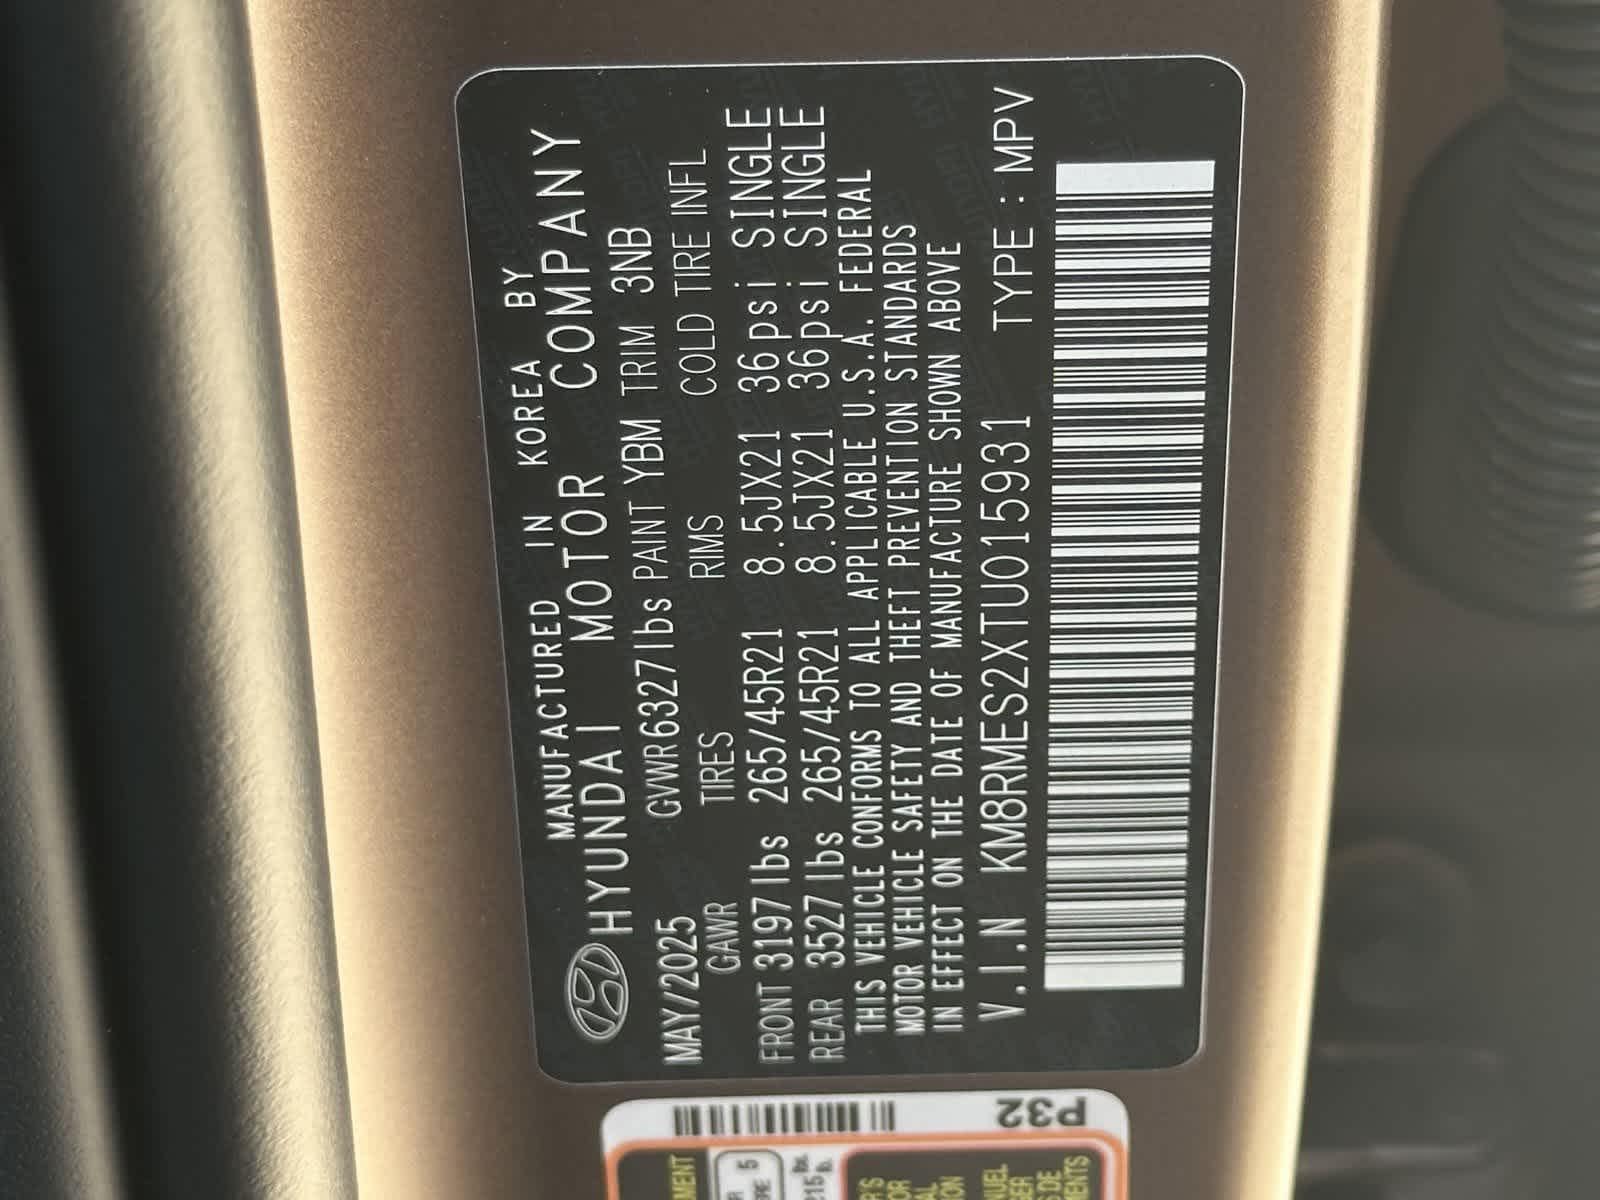 MANUFACTURED IN KOREA BY
HYUNDAI MOTOR COMPANY
MAY/2025 GVWR6327lbs PAINT YBM TRIM 3NB
GAWR TIRES RIMS COLD TIRE INFL
FRONT 3197lbs 265/45R21 8.5JX21 36psi SINGLE
REAR 3527lbs 265/45R21 8.5JX21 36psi SINGLE
THIS VEHICLE CONFORMS TO ALL APPLICABLE U.S.A. FEDERAL
MOTOR VEHICLE SAFETY AND THEFT PREVENTION STANDARDS
IN EFFECT ON THE DATE OF MANUFACTURE SHOWN ABOVE
V.I.N KM8RMES2XTU015931 TYPE : MPV
P32
5